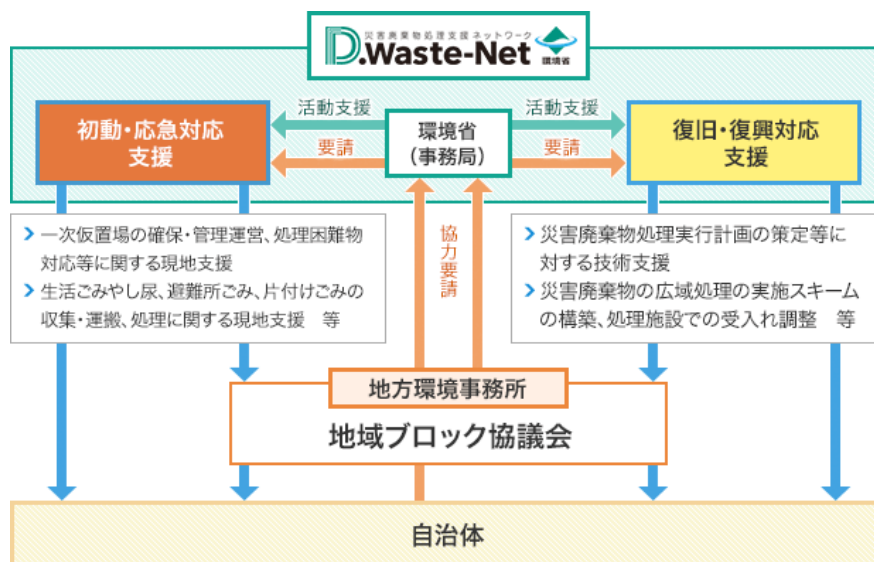 災害廃棄物処理支援ネットワーク
D.Waste-Net
環境省
初動・応急対応
支援
活動支援
要請
環境省
(事務局)
活動支援
要請
復旧・復興対応
支援
一次仮置場の確保・管理運営、処理困難物
対応等に関する現地支援
生活ごみやし尿、避難所ごみ、片付けごみの
収集・運搬、処理に関する現地支援 等
協力要請
災害廃棄物処理実行計画の策定等に
対する技術支援
災害廃棄物の広域処理の実施スキーム
の構築、処理施設での受入れ調整 等
地方環境事務所
地域ブロック協議会
自治体